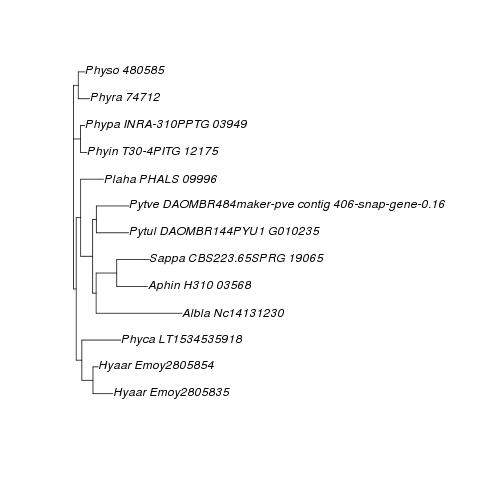 Physo 480585
Phyra 74712
Phypa INRA-310PPTG 03949
Phyin T30-4PITG 12175
Plaha PHALS 09996
Pytve DAOMBR484maker-pve contig 406-snap-gene-0.16
Pytul DAOMBR144PYU1 G010235
Sappa CBS223.65SPRG 19065
Aphin H310 03568
Albla Nc14131230
Phyca LT1534535918
Hyaar Emoy2805854
Hyaar Emoy2805835